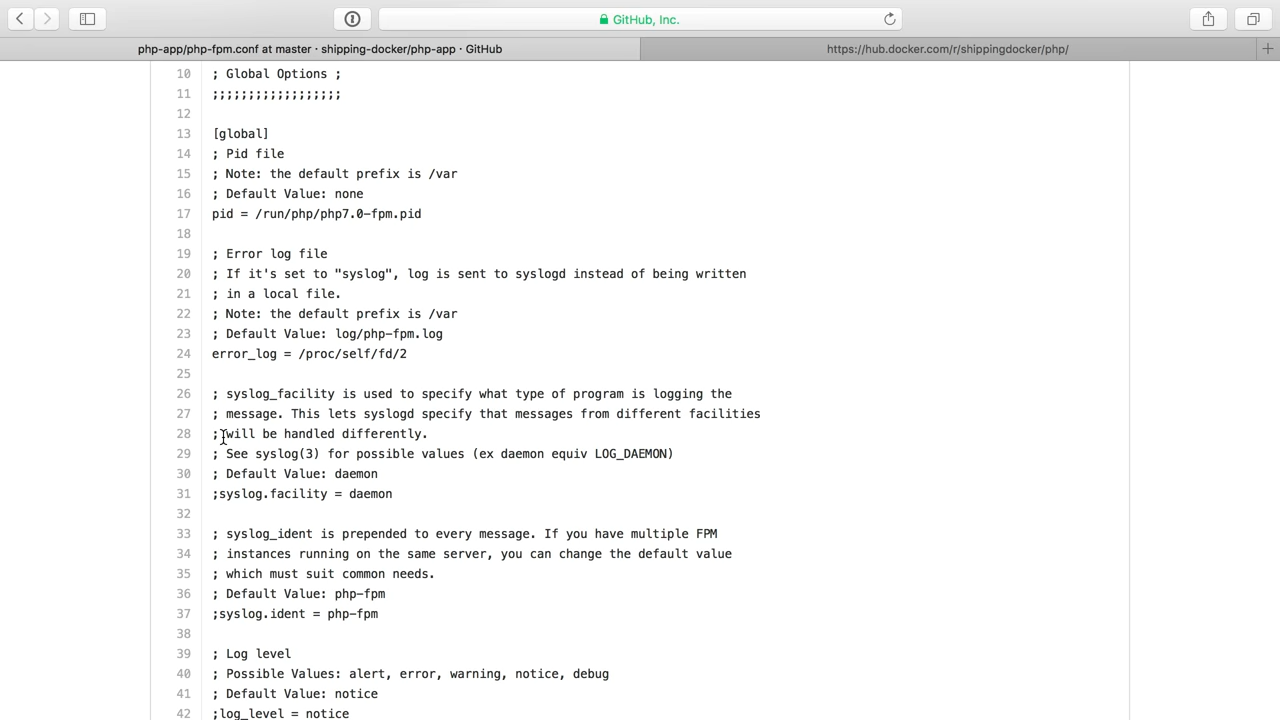 GitHub, Inc.
php-app/php-fpm.conf at master · shipping-docker/php-app · GitHub
https://hub.docker.com/r/shippingdocker/php/
10 ; Global Options ;
11 ;;;;;;;;;;;;;;;;;;
12
13 [global]
14 ; Pid file
15 ; Note: the default prefix is /var
16 ; Default Value: none
17 pid = /run/php/php7.0-fpm.pid
18
19 ; Error log file
20 ; If it's set to "syslog", log is sent to syslogd instead of being written
21 ; in a local file.
22 ; Note: the default prefix is /var
23 ; Default Value: log/php-fpm.log
24 error_log = /proc/self/fd/2
25
26 ; syslog_facility is used to specify what type of program is logging the
27 ; message. This lets syslogd specify that messages from different facilities
28 ; will be handled differently.
29 ; See syslog(3) for possible values (ex daemon equiv LOG_DAEMON)
30 ; Default Value: daemon
31 ;syslog.facility = daemon
32
33 ; syslog_ident is prepended to every message. If you have multiple FPM
34 ; instances running on the same server, you can change the default value
35 ; which must suit common needs.
36 ; Default Value: php-fpm
37 ;syslog.ident = php-fpm
38
39 ; Log level
40 ; Possible Values: alert, error, warning, notice, debug
41 ; Default Value: notice
42 ;log_level = notice